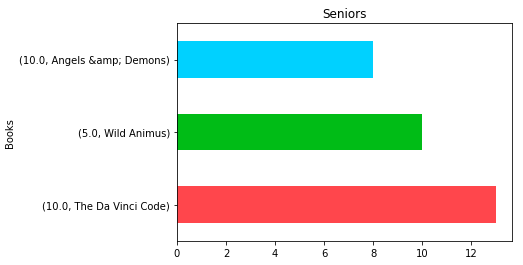 Seniors
Books
(10.0, Angels &amp; Demons)
(5.0, Wild Animus)
(10.0, The Da Vinci Code)
0 2 4 6 8 10 12